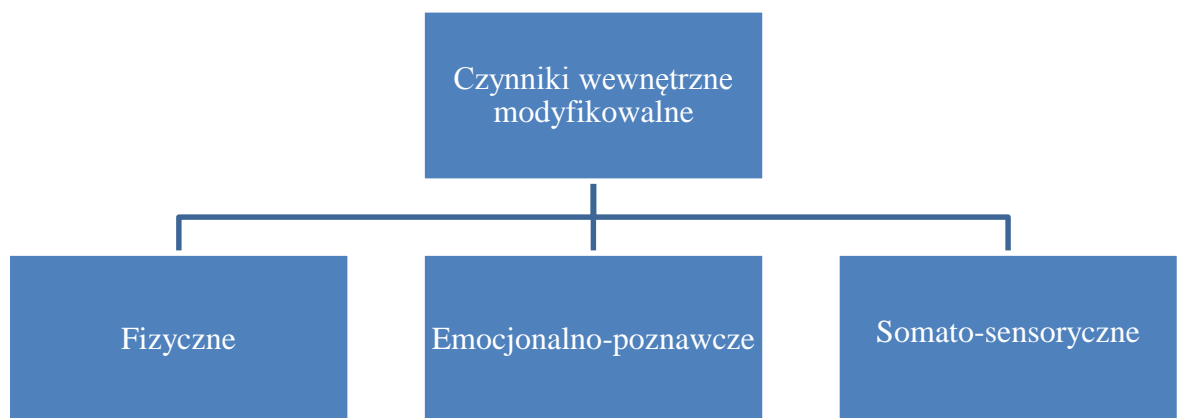 Czynniki wewnętrzne
modyfikowalne
Fizyczne
Emocjonalno-poznawcze
Somato-sensoryczne